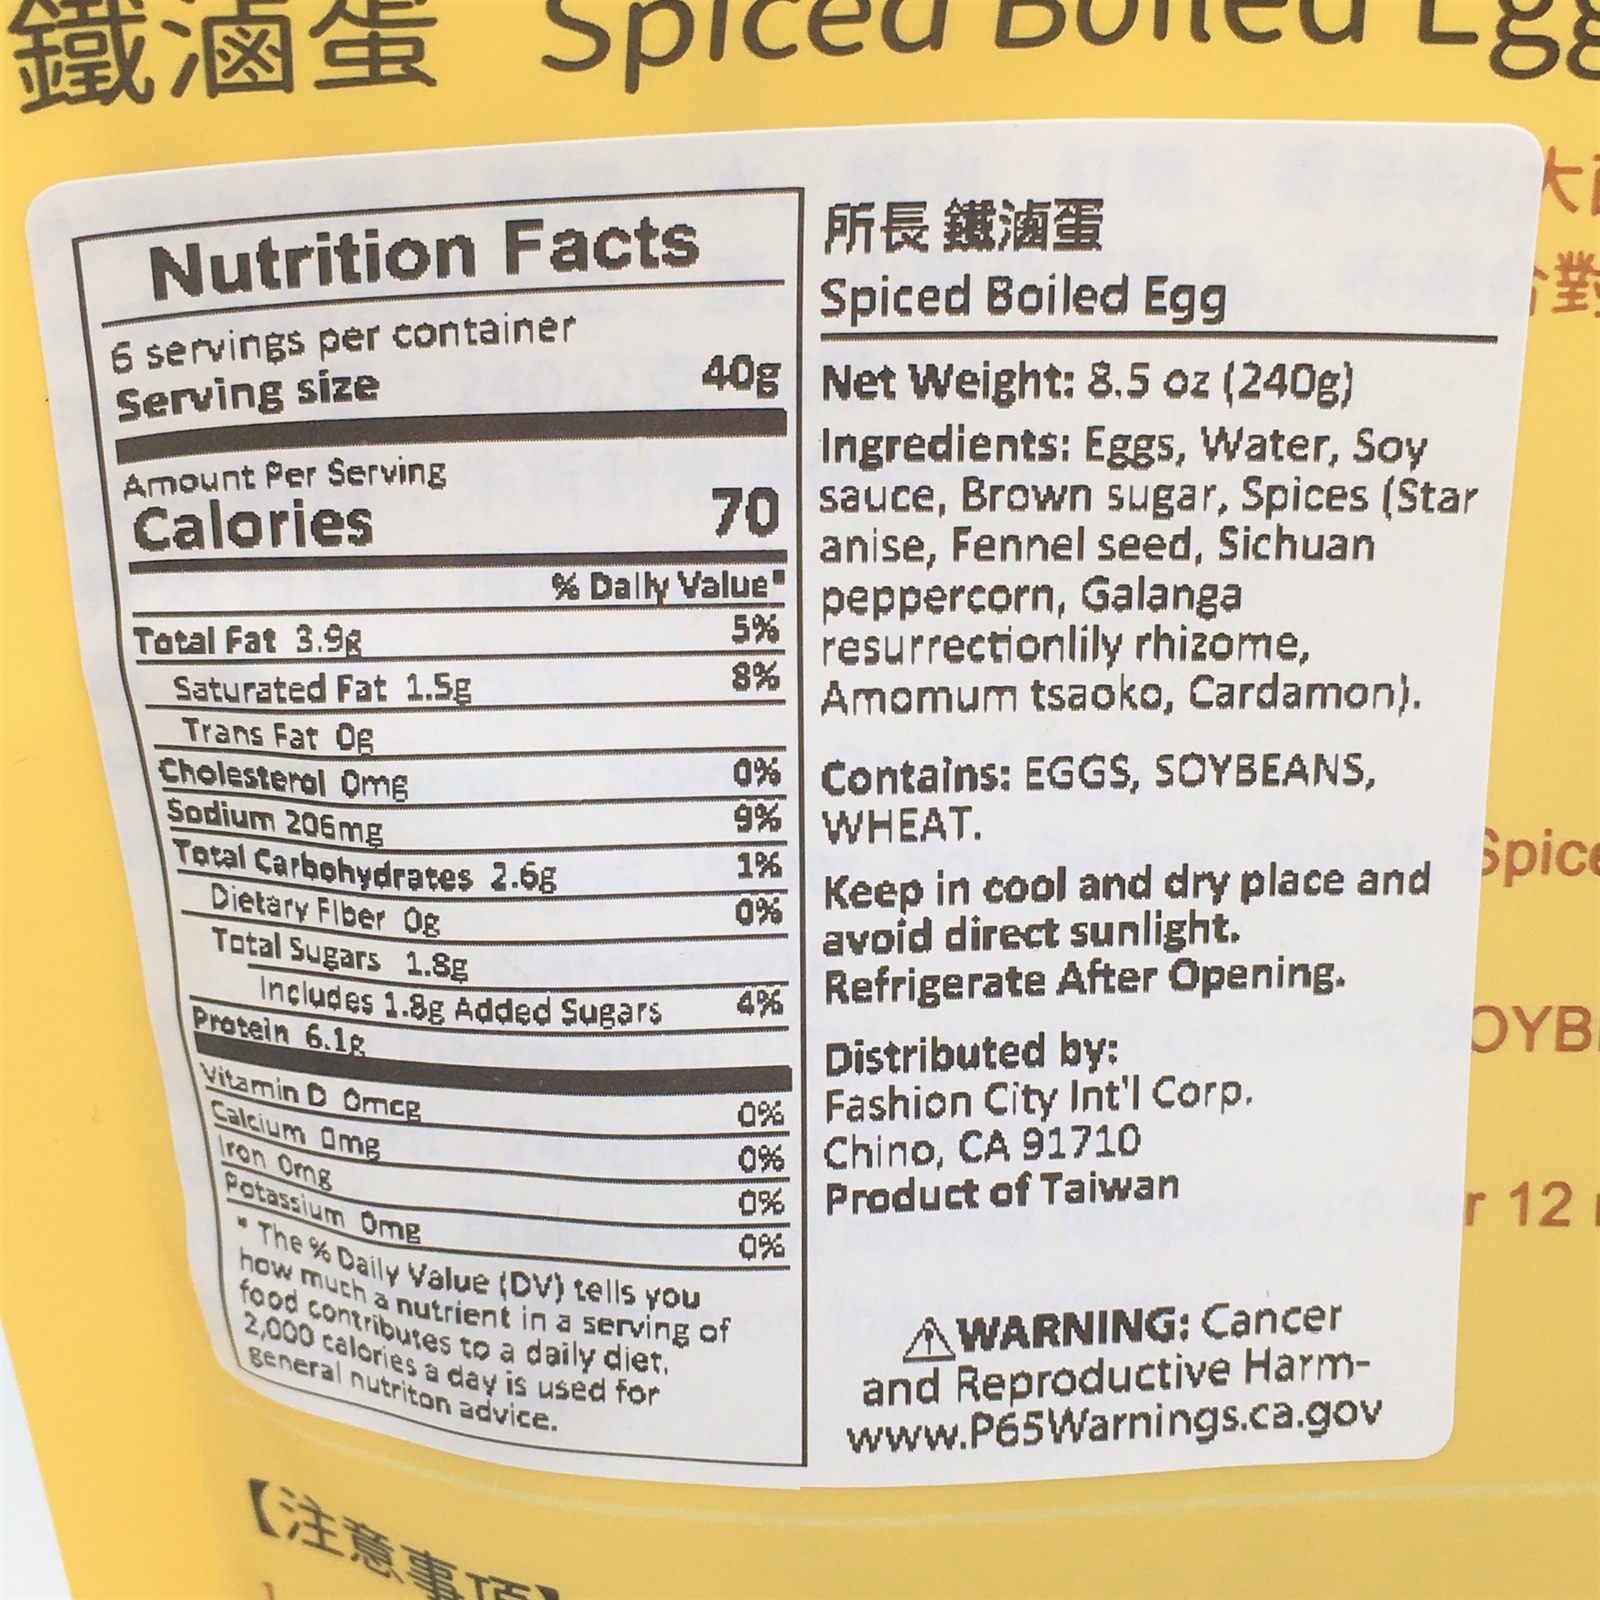 鐵滷蛋 Spiced Boiled Egg
Nutrition Facts
6 servings per container
Serving size 40g
Amount Per Serving
Calories 70
% Daily Value*
Total Fat 3.9g 5%
Saturated Fat 1.5g 8%
Trans Fat 0g
Cholesterol 0mg 0%
Sodium 206mg 9%
Total Carbohydrates 2.6g 1%
Dietary Fiber 0g 0%
Total Sugars 1.8g
Includes 1.8g Added Sugars 4%
Protein 6.1g
Vitamin D 0mcg 0%
Calcium 0mg 0%
Iron 0mg 0%
Potassium 0mg 0%
* The % Daily Value (DV) tells you
how much a nutrient in a serving of
food contributes to a daily diet.
2,000 calories a day is used for
general nutriton advice.
所長 鐵滷蛋
Spiced Boiled Egg
Net Weight: 8.5 oz (240g)
Ingredients: Eggs, Water, Soy
sauce, Brown sugar, Spices (Star
anise, Fennel seed, Sichuan
peppercorn, Galanga
resurrectionlily rhizome,
Amomum tsaoko, Cardamon).
Contains: EGGS, SOYBEANS,
WHEAT.
Keep in cool and dry place and
avoid direct sunlight.
Refrigerate After Opening.
Distributed by:
Fashion City Int'l Corp.
Chino, CA 91710
Product of Taiwan
⚠WARNING: Cancer
and Reproductive Harm-
www.P65Warnings.ca.gov
大
對
Spice
OYB
r 12
【注意事項】